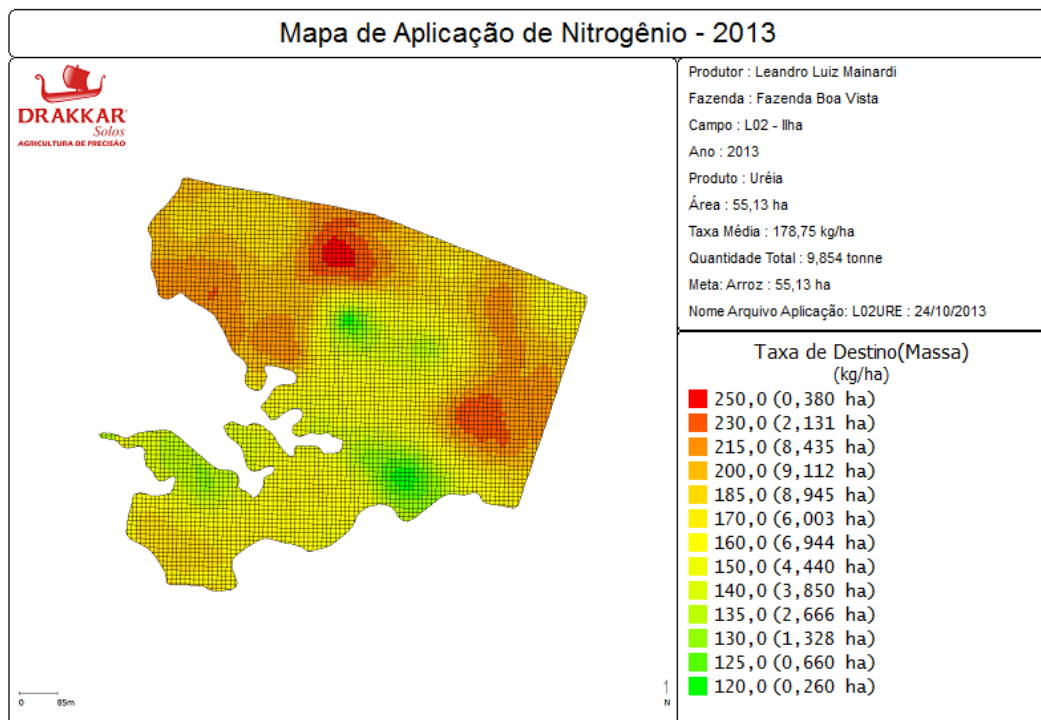 Mapa de Aplicação de Nitrogênio - 2013
DRAKKAR
Solos
AGRICULTURA DE PRECISÃO
Produtor : Leandro Luiz Mainardi
Fazenda : Fazenda Boa Vista
Campo : L02 - Ilha
Ano : 2013
Produto : Uréia
Área : 55,13 ha
Taxa Média : 178,75 kg/ha
Quantidade Total : 9,854 tonne
Meta: Arroz : 55,13 ha
Nome Arquivo Aplicação: L02URE : 24/10/2013
Taxa de Destino(Massa)
(kg/ha)
250,0 (0,380 ha)
230,0 (2,131 ha)
215,0 (8,435 ha)
200,0 (9,112 ha)
185,0 (8,945 ha)
170,0 (6,003 ha)
160,0 (6,944 ha)
150,0 (4,440 ha)
140,0 (3,850 ha)
135,0 (2,666 ha)
130,0 (1,328 ha)
125,0 (0,660 ha)
120,0 (0,260 ha)
0 85m
N